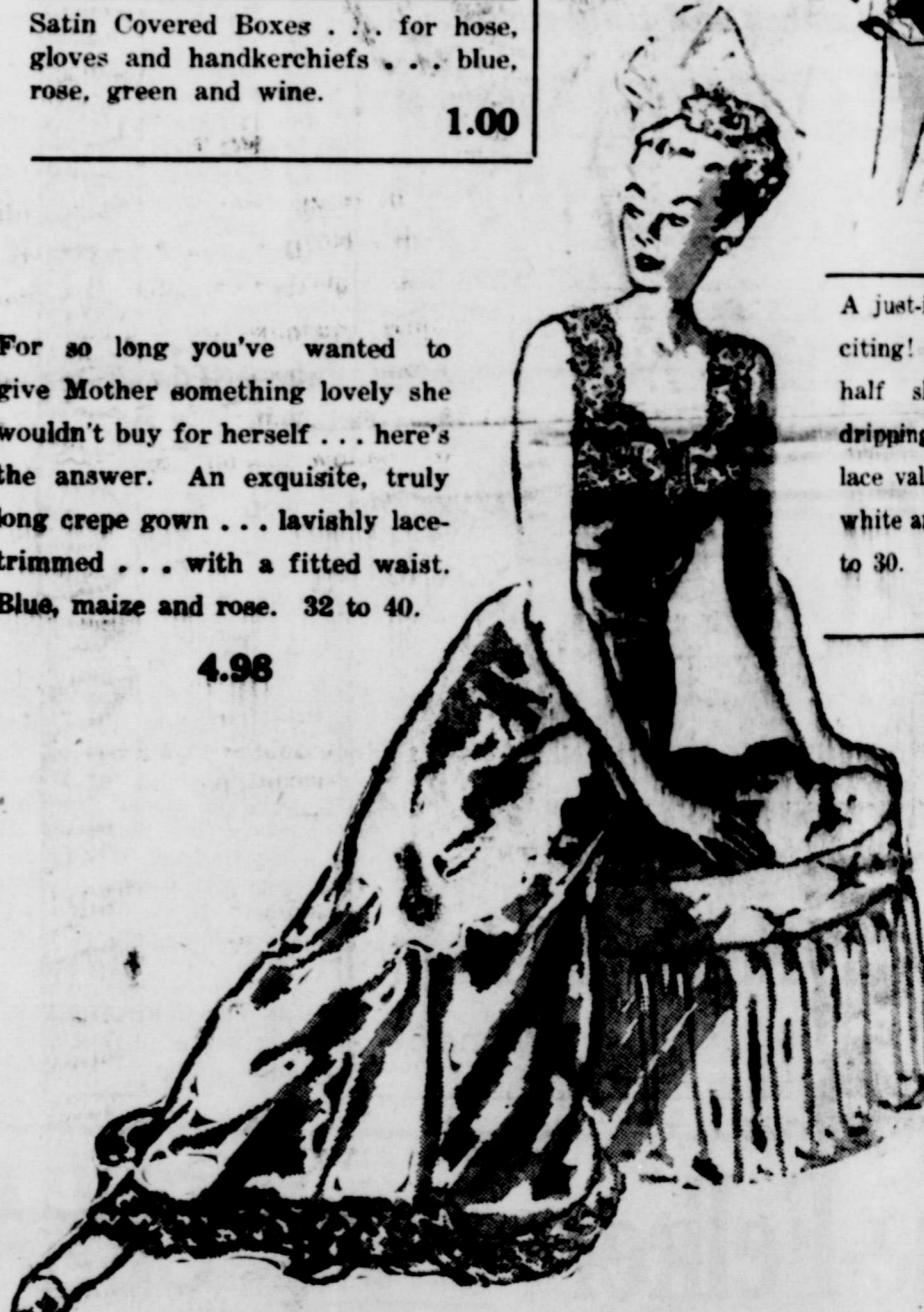 Satin Covered Boxes . . . for hose,
gloves and handkerchiefs . . . blue,
rose, green and wine.
1.00
For so long you've wanted to
give Mother something lovely she
wouldn't buy for herself . . . here's
the answer. An exquisite, truly
long crepe gown . . . lavishly lace-
trimmed . . . with a fitted waist.
Blue, maize and rose. 32 to 40.
4.98
A just-
citing!
half
dripping
lace
white
to 30.